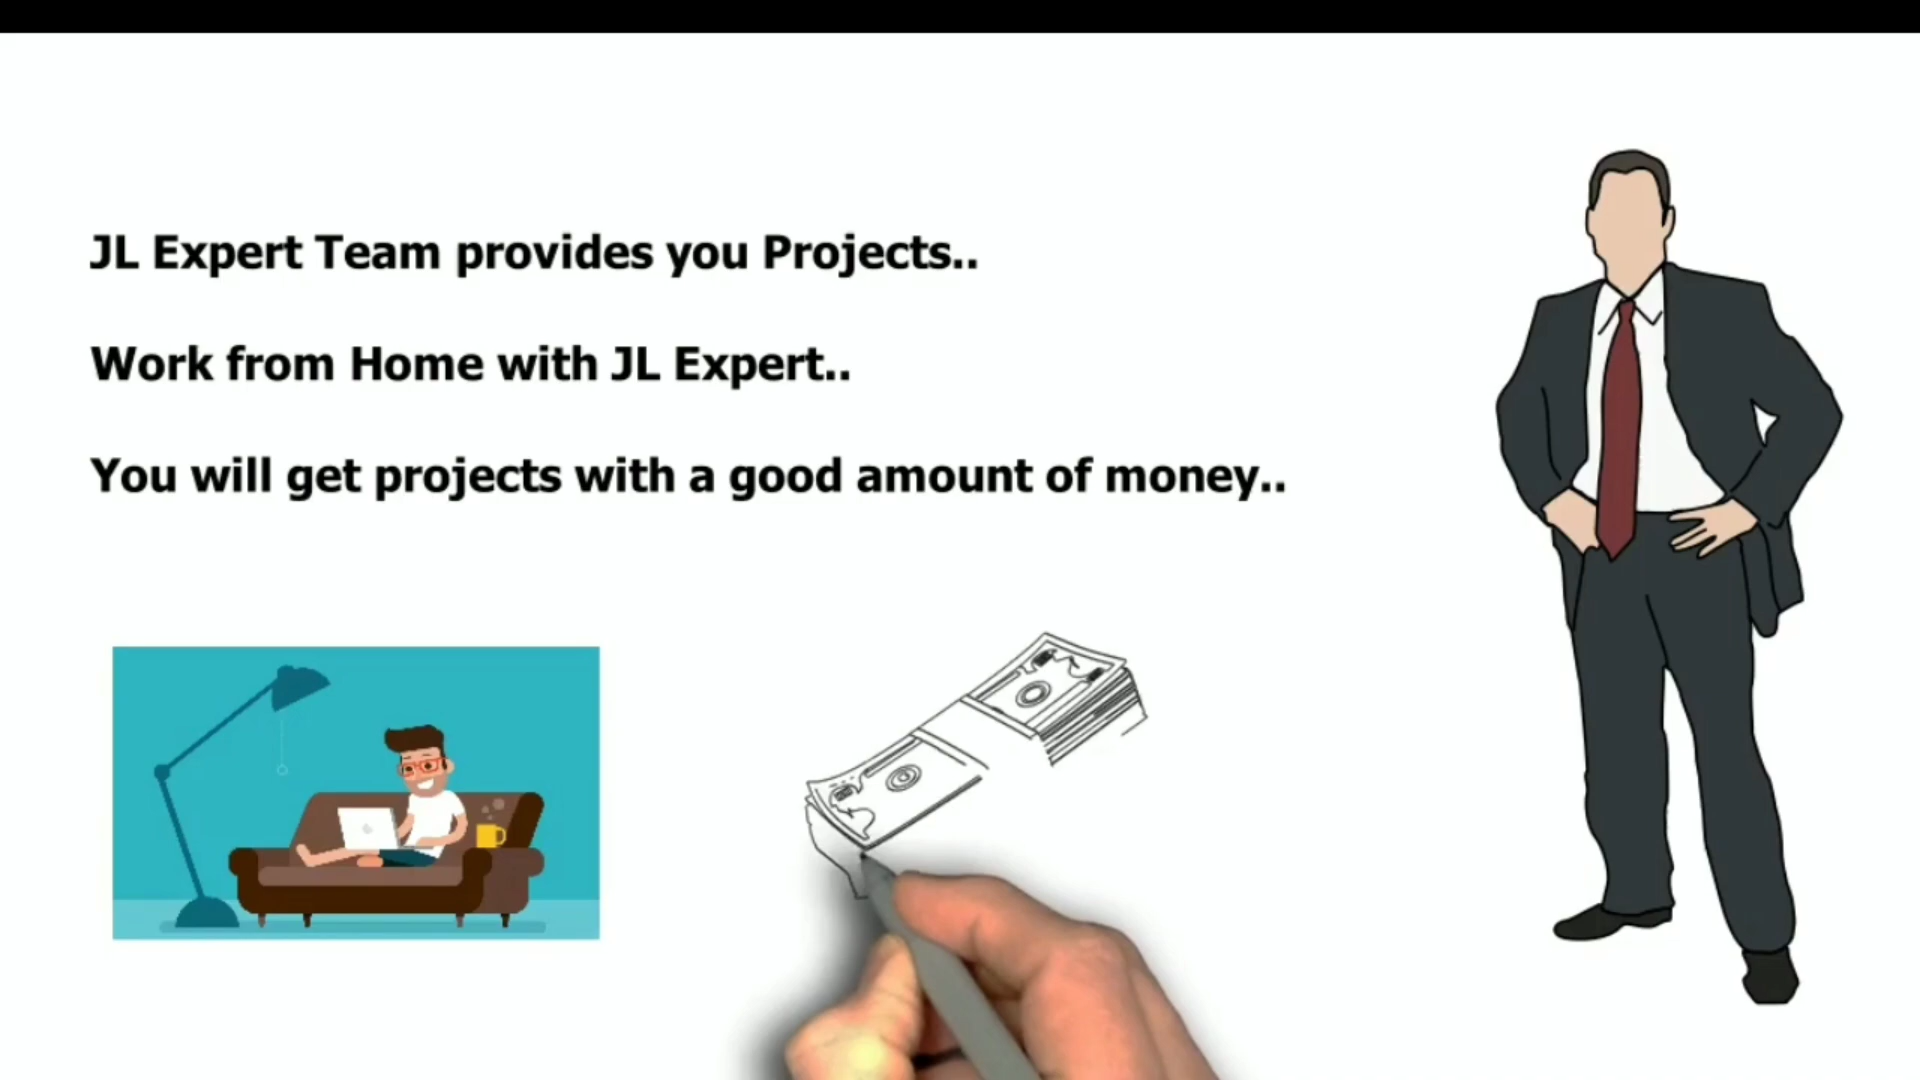 JL Expert Team provides you Projects..
Work from Home with JL Expert..
You will get projects with a good amount of money..